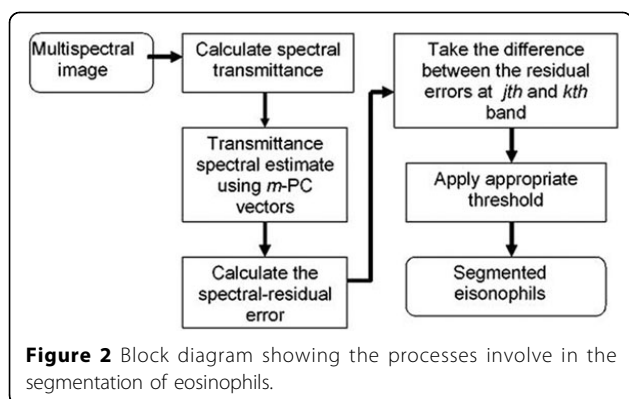 Multispectral
image
Calculate spectral
transmittance
Transmittance
spectral estimate
using m-PC
vectors
Calculate the
spectral-residual
error
Take the difference
between the residual
errors at jth and kth
band
Apply appropriate
threshold
Segmented
eisonophils
Figure 2 Block diagram showing the processes involve in the
segmentation of eosinophils.